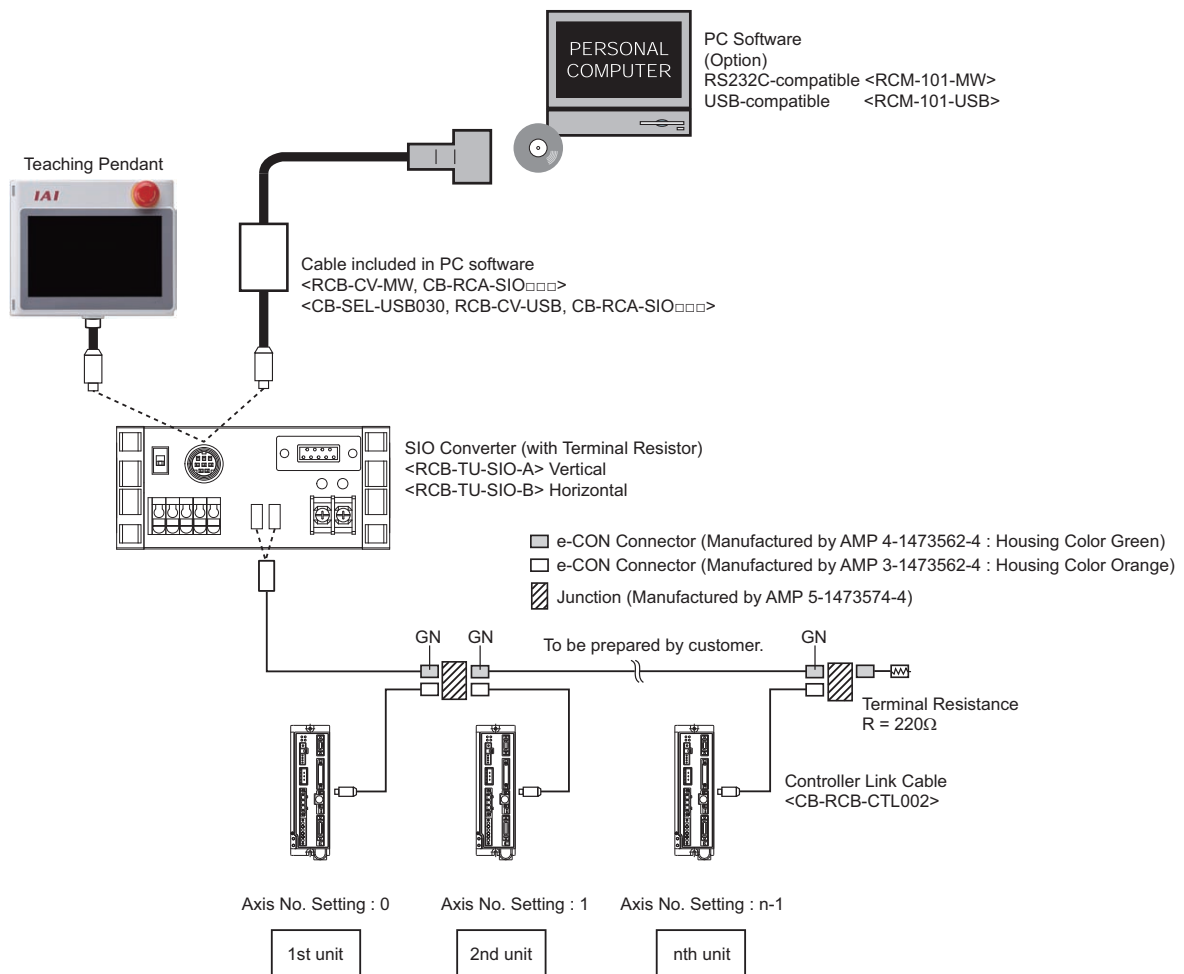 PERSONAL
COMPUTER
PC Software
(Option)
RS232C-compatible <RCM-101-MW>
USB-compatible <RCM-101-USB>
Teaching Pendant
IAI
Cable included in PC software
<RCB-CV-MW, CB-RCA-SIO□□□>
<CB-SEL-USB030, RCB-CV-USB, CB-RCA-SIO□□□>
SIO Converter (with Terminal Resistor)
<RCB-TU-SIO-A> Vertical
<RCB-TU-SIO-B> Horizontal
e-CON Connector (Manufactured by AMP 4-1473562-4 : Housing Color Green)
e-CON Connector (Manufactured by AMP 3-1473562-4 : Housing Color Orange)
Junction (Manufactured by AMP 5-1473574-4)
GN GN To be prepared by customer. GN
Terminal Resistance
R = 220Ω
Controller Link Cable
<CB-RCB-CTL002>
Axis No. Setting : 0 Axis No. Setting : 1 Axis No. Setting : n-1
1st unit 2nd unit nth unit